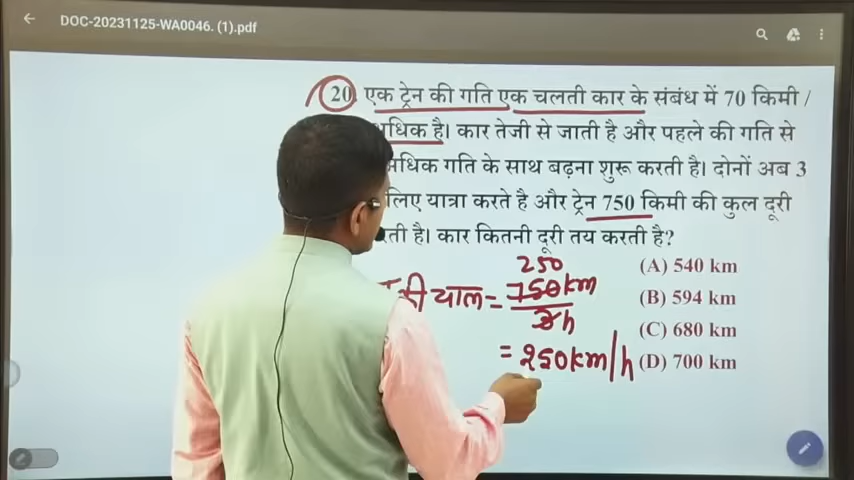 DOC-20231125-WA0046. (1).pdf
20 एक ट्रेन की गति एक चलती कार के संबंध में 70 किमी /
अधिक है। कार तेजी से जाती है और पहले की गति से
अधिक गति के साथ बढ़ना शुरू करती है। दोनों अब 3
लिए यात्रा करते है और ट्रेन 750 किमी की कुल दूरी
है। कार कितनी दूरी तय करती है?
(A) 540 km
(B) 594 km
(C) 680 km
(D) 700 km
250
की चाल = 750 km
3h
= 250km/h